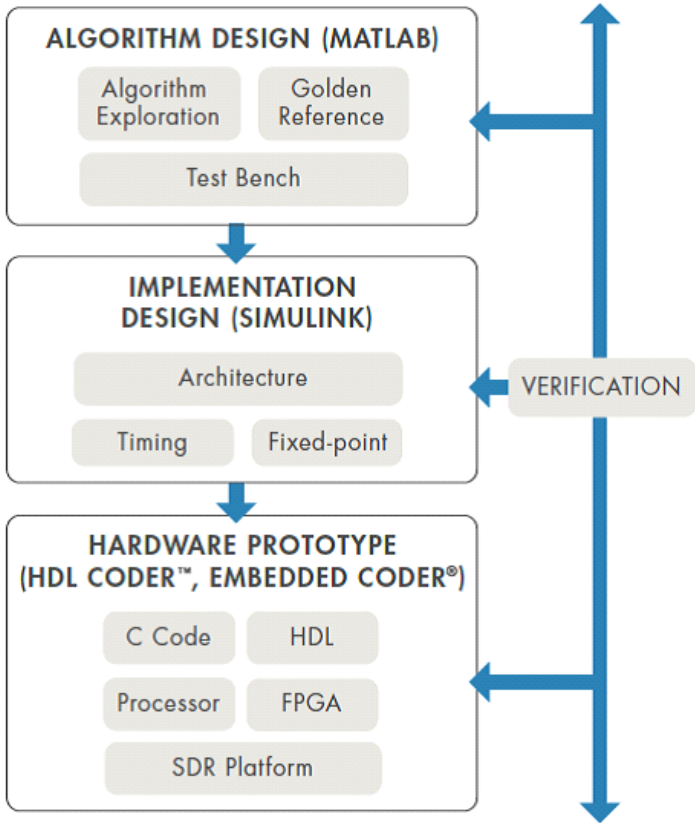 ALGORITHM DESIGN (MATLAB)
Algorithm
Exploration
Golden
Reference
Test Bench
IMPLEMENTATION
DESIGN (SIMULINK)
Architecture
Timing
Fixed-point
VERIFICATION
HARDWARE PROTOTYPE
(HDL CODER™, EMBEDDED CODER®)
C Code
HDL
Processor
FPGA
SDR Platform